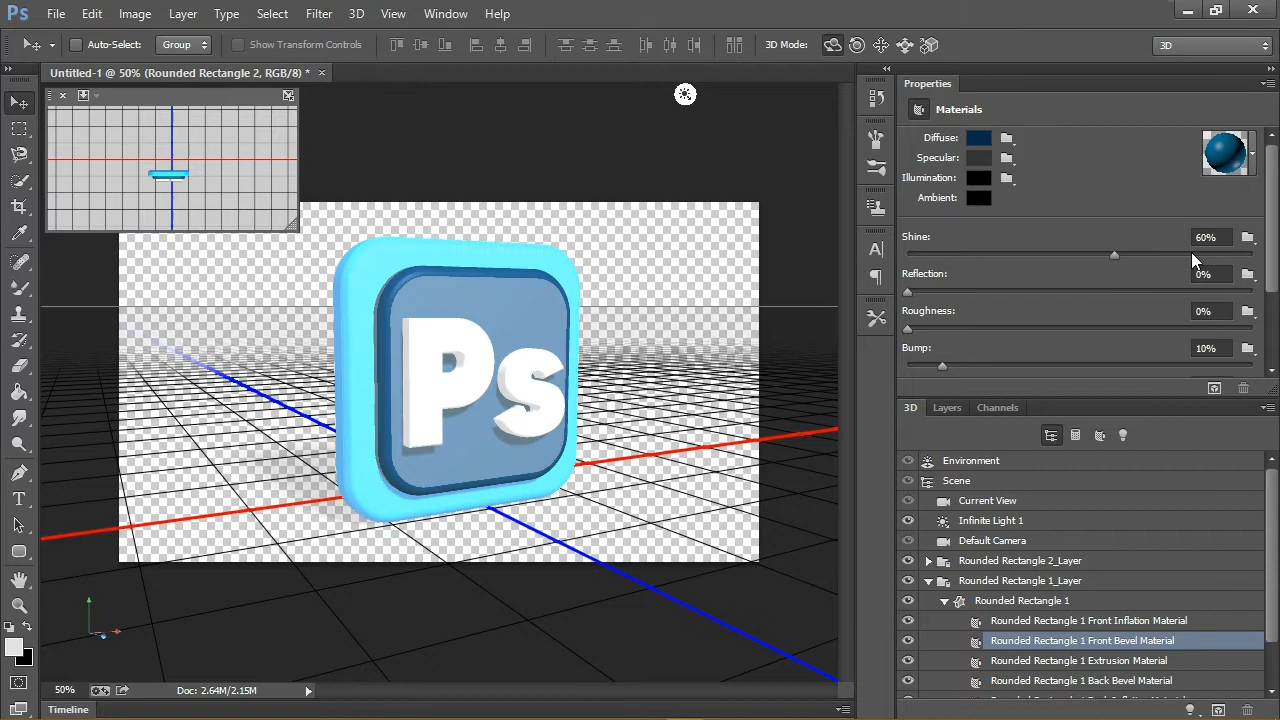 Ps File Edit Image Layer Type Select Filter 3D View Window Help
Auto-Select: Group Show Transform Controls 3D Mode: 3D
Untitled-1 @ 50% (Rounded Rectangle 2, RGB/8) * ×
Properties
Materials
Diffuse:
Specular:
Illumination:
Ambient:
Shine: 60%
Reflection: 0%
Roughness: 0%
Bump: 10%
Ps
3D Layers Channels
Environment
Scene
Current View
Infinite Light 1
Default Camera
Rounded Rectangle 2_Layer
Rounded Rectangle 1_Layer
Rounded Rectangle 1
Rounded Rectangle 1 Front Inflation Material
Rounded Rectangle 1 Front Bevel Material
Rounded Rectangle 1 Extrusion Material
Rounded Rectangle 1 Back Bevel Material
50% Doc: 2.64M/2.15M
Timeline